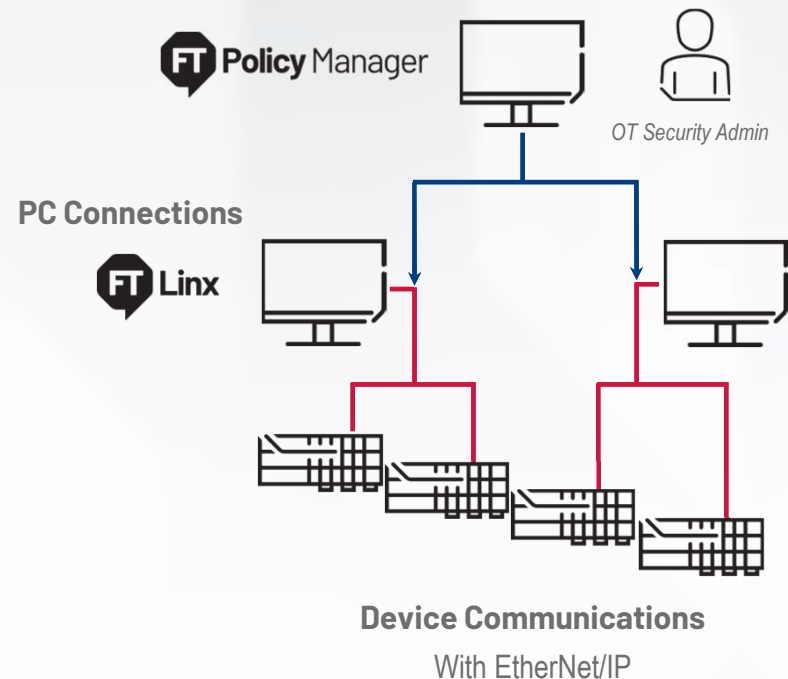 FT Policy Manager
OT Security Admin
PC Connections
FT Linx
Device Communications
With EtherNet/IP